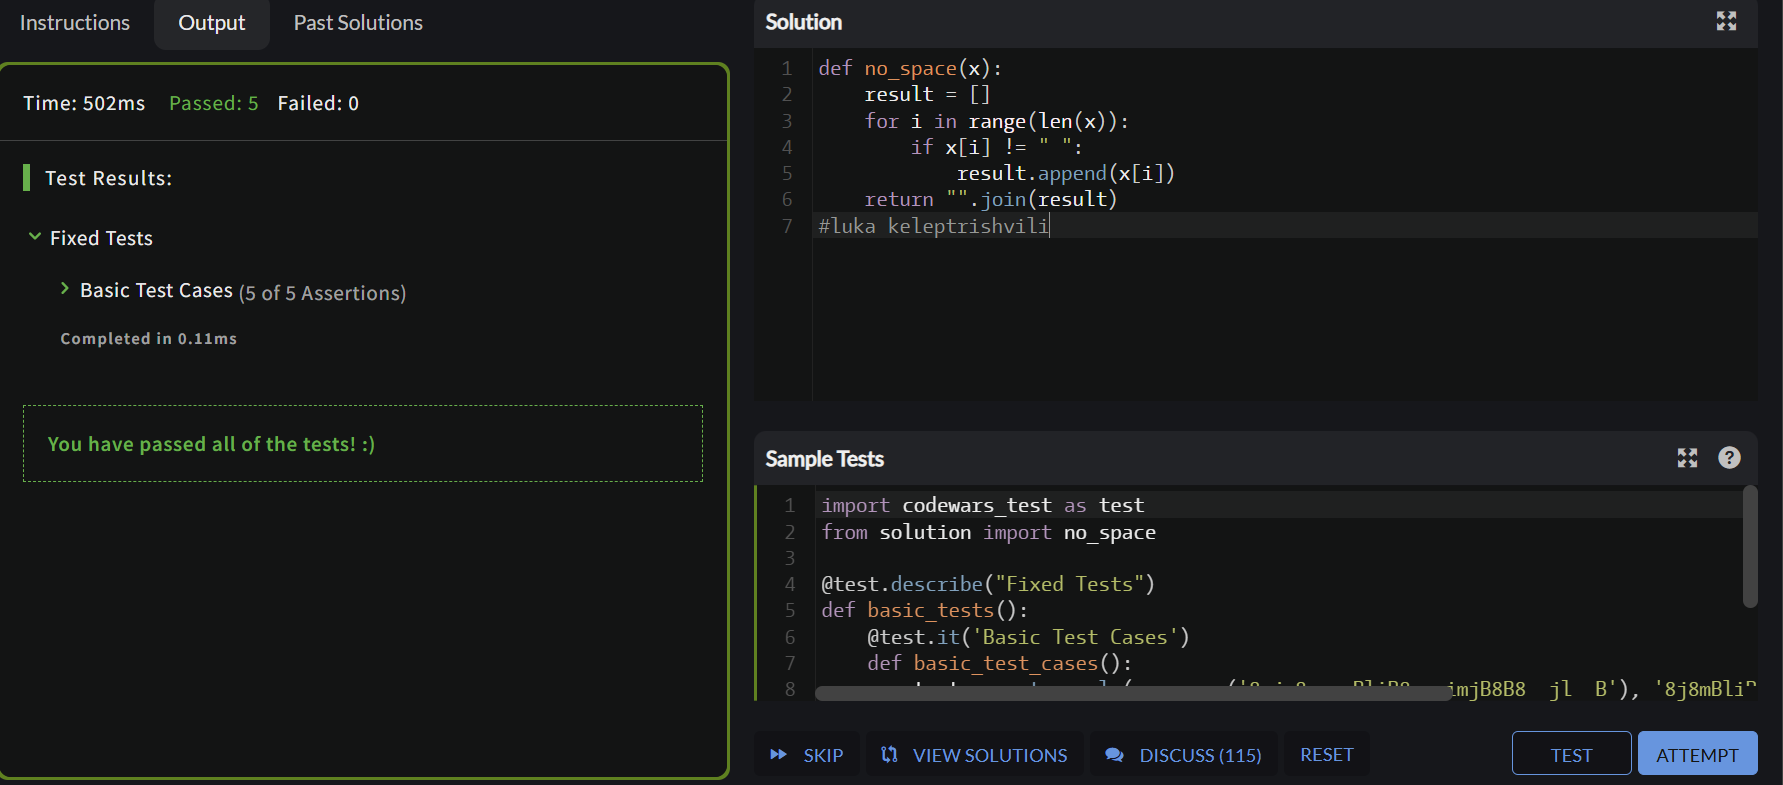 Instructions
Output
Past Solutions
Time: 502ms Passed: 5 Failed: 0
Test Results:
Fixed Tests
Basic Test Cases (5 of 5 Assertions)
Completed in 0.11ms
You have passed all of the tests! :)
Solution
1 def no_space(x):
2     result = []
3     for i in range(len(x)):
4         if x[i] != " ":
5             result.append(x[i])
6     return "".join(result)
7 #luka keleptrishvili
Sample Tests
?
1 import codewars_test as test
2 from solution import no_space
3
4 @test.describe("Fixed Tests")
5 def basic_tests():
6     @test.it('Basic Test Cases')
7     def basic_test_cases():
8 imjB8B8  jl  B'), '8j8mBli
SKIP
VIEW SOLUTIONS
DISCUSS (115)
RESET
TEST
ATTEMPT